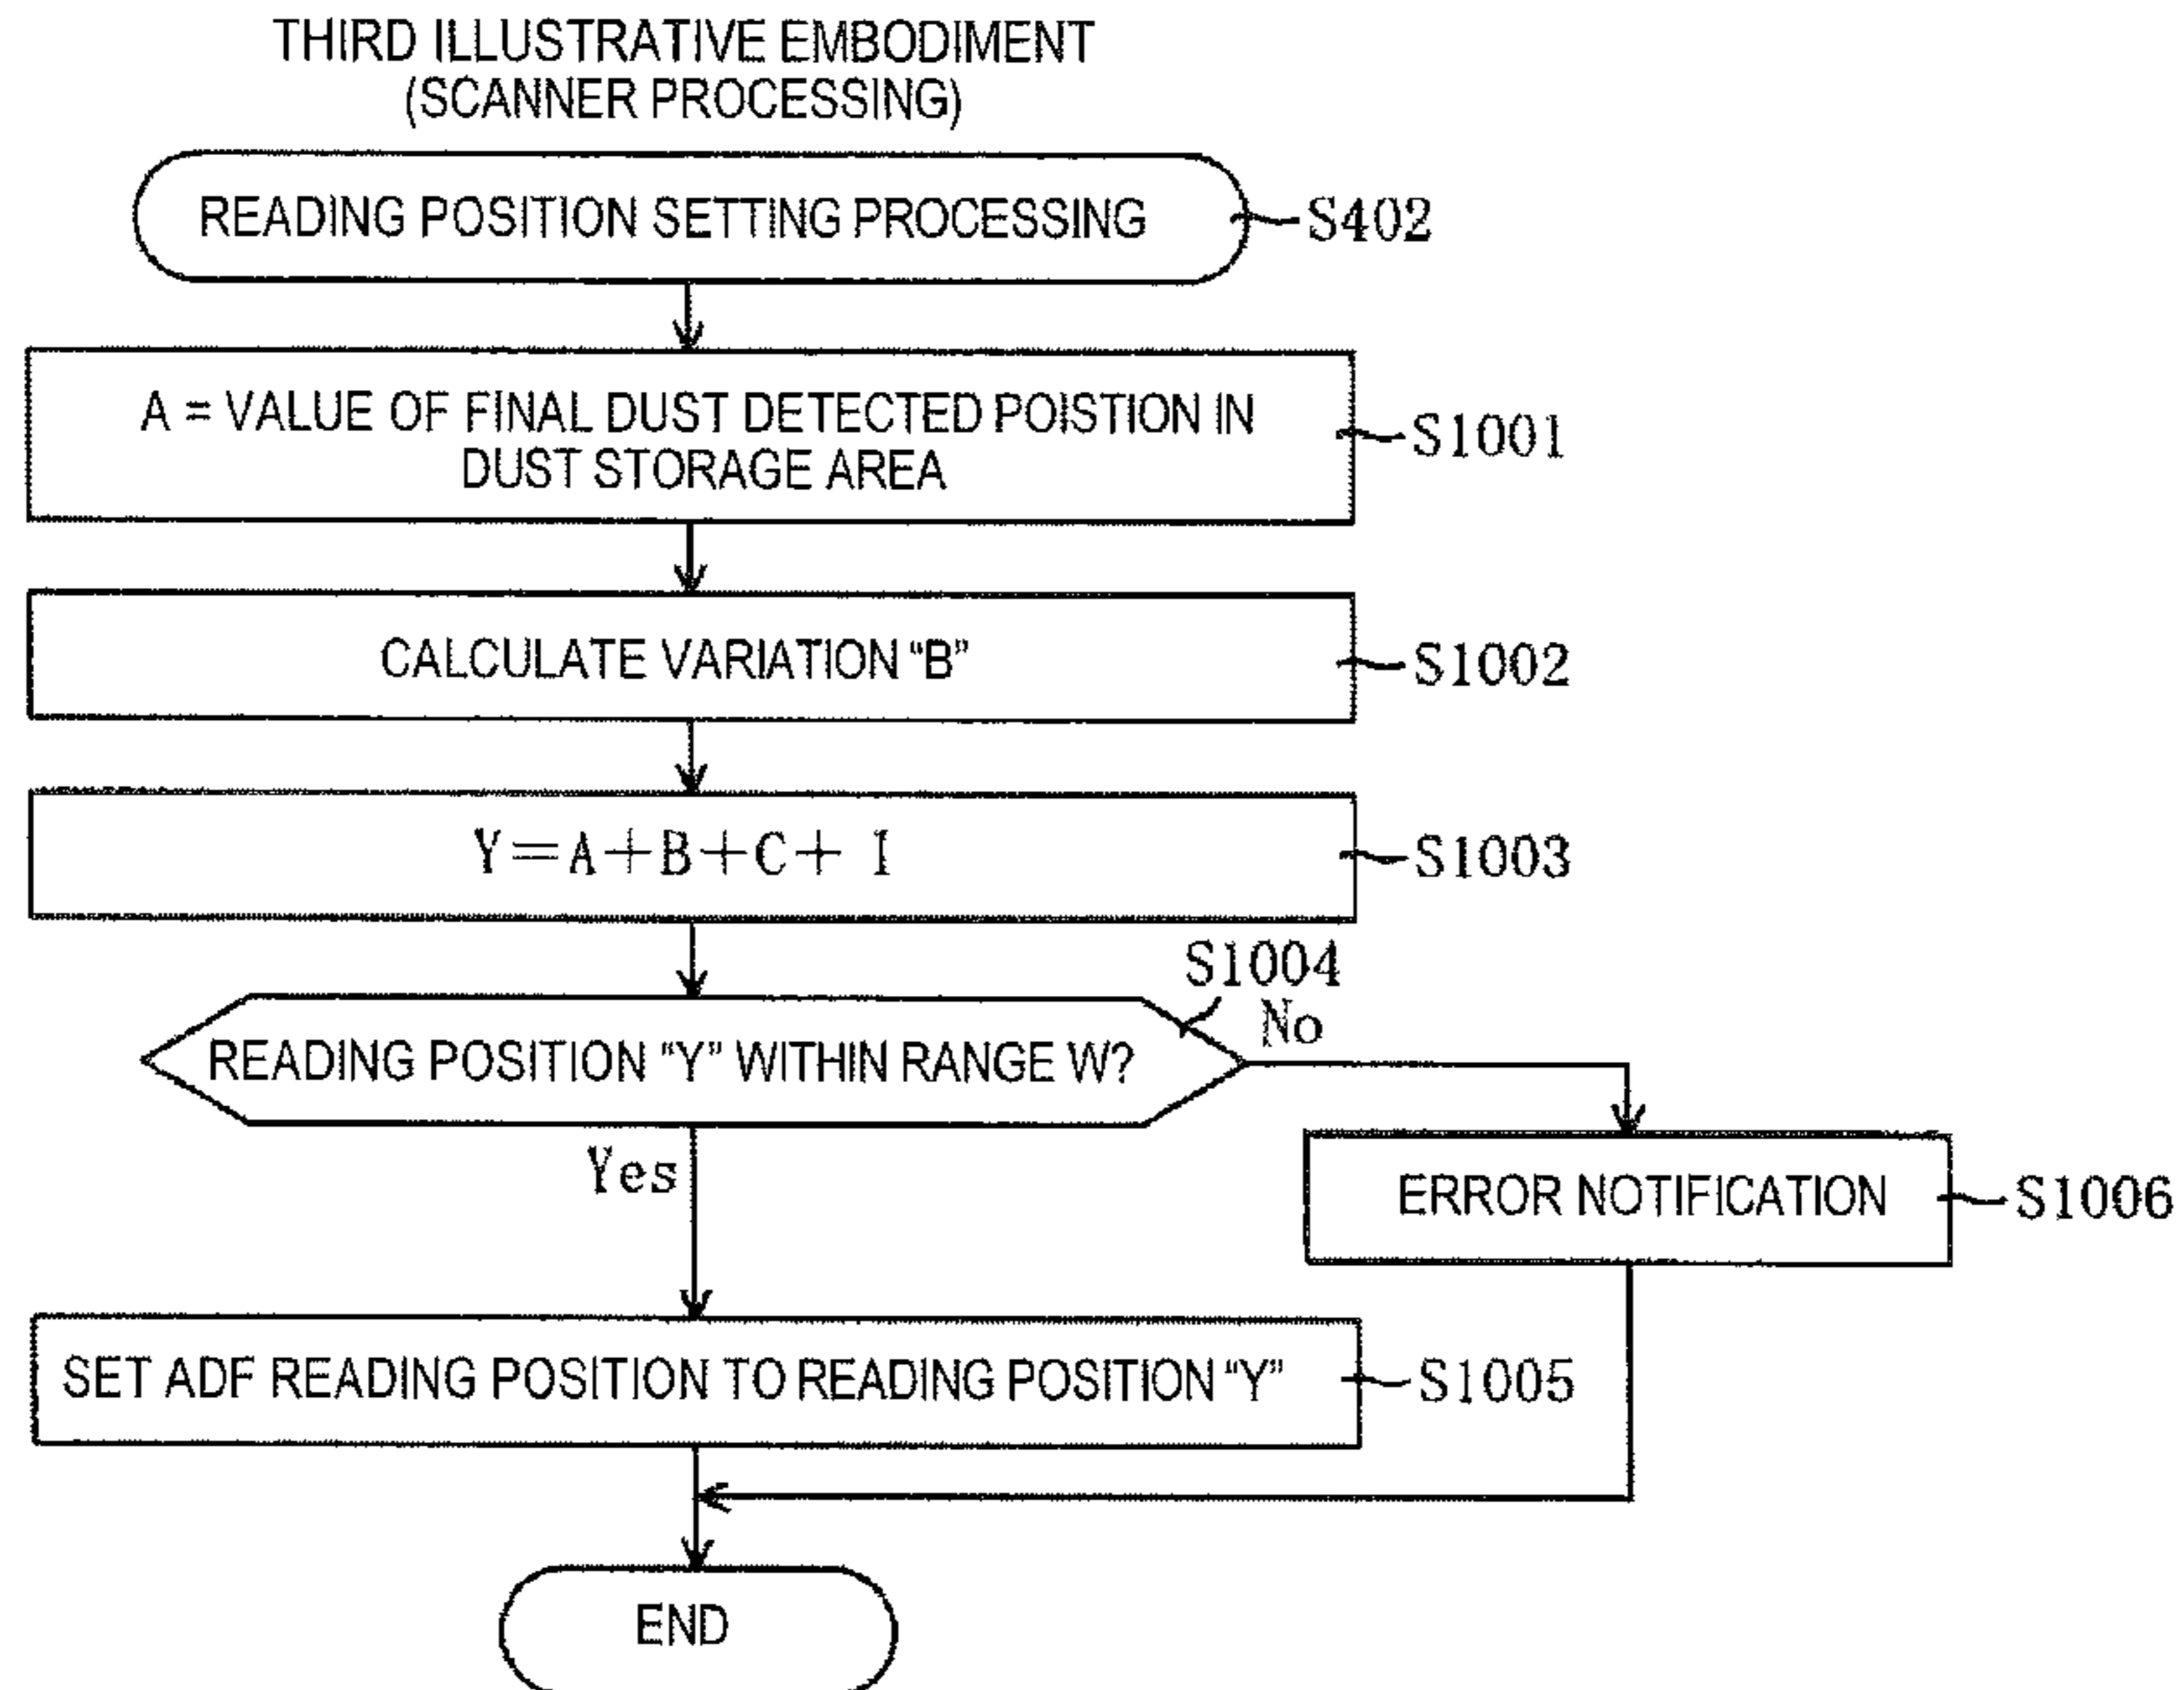 THIRD ILLUSTRATIVE EMBODIMENT
(SCANNER PROCESSING)
READING POSITION SETTING PROCESSING
S402
A = VALUE OF FINAL DUST DETECTED POISTION IN
DUST STORAGE AREA
S1001
CALCULATE VARIATION “B”
S1002
Y=A+B+C+ 1
S1003
S1004
READING POSITION “Y” WITHIN RANGE W?
No
Yes
ERROR NOTIFICATION
S1006
SET ADF READING POSITION TO READING POSITION “Y”
S1005
END